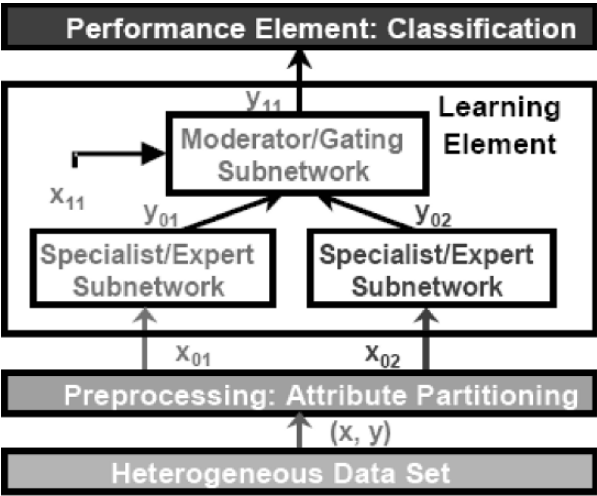 Performance Element: Classification
y11
Learning
Element
Moderator/Gating
Subnetwork
x11
y01
y02
Specialist/Expert
Subnetwork
Specialist/Expert
Subnetwork
x01
x02
Preprocessing: Attribute Partitioning
(x, y)
Heterogeneous Data Set